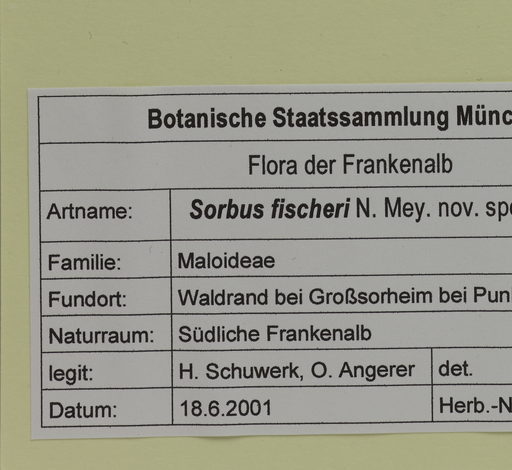 Botanische Staatssammlung Münc
Flora der Frankenalb
Artname: Sorbus fischeri N. Mey. nov. spe
Familie: Maloideae
Fundort: Waldrand bei Großsorheim bei Pun
Naturraum: Südliche Frankenalb
legit: H. Schuwerk, O. Angerer det.
Datum: 18.6.2001 Herb.-N